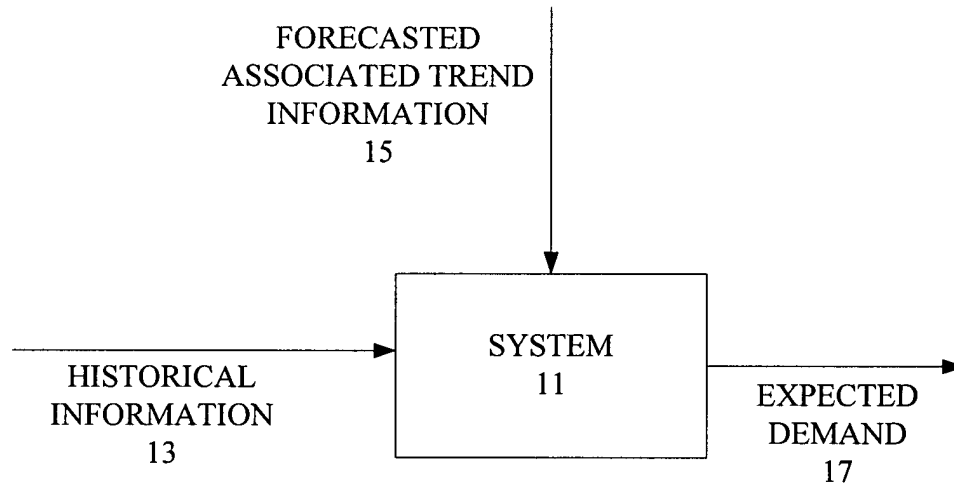 FORECASTED
ASSOCIATED TREND
INFORMATION
15
SYSTEM
11
HISTORICAL
INFORMATION
13
EXPECTED
DEMAND
17